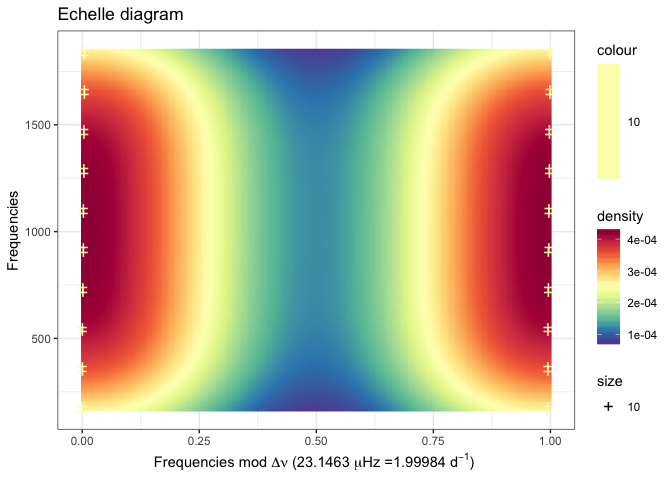 Echelle diagram
Frequencies
1500
1000
500
0.00 0.25 0.50 0.75 1.00
Frequencies mod Δν (23.1463 μHz =1.99984 d⁻¹)
colour
10
density
4e-04
3e-04
2e-04
1e-04
size
10